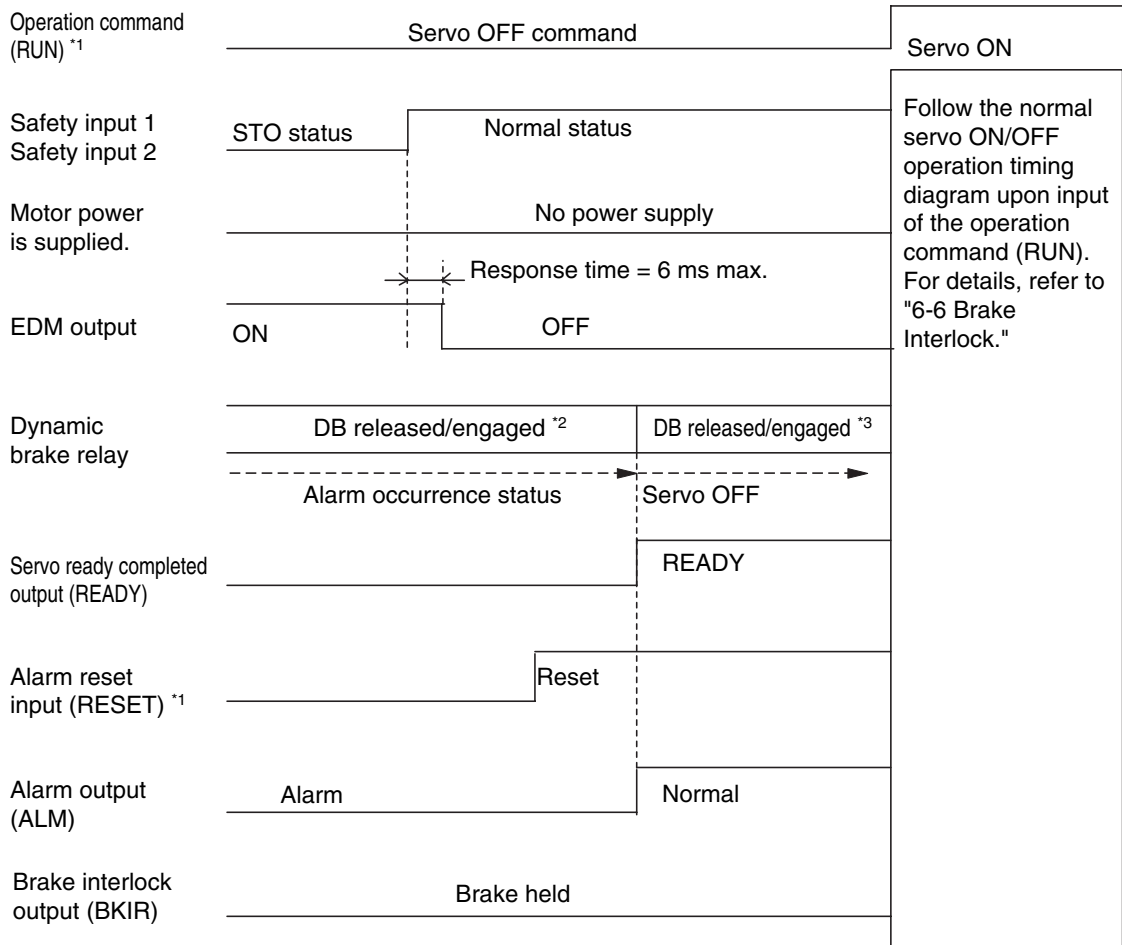 Operation command
(RUN) *1
Servo OFF command
Servo ON
Safety input 1
Safety input 2
STO status
Normal status
Follow the normal
servo ON/OFF
operation timing
diagram upon input
of the operation
command (RUN).
For details, refer to
"6-6 Brake
Interlock."
Motor power
is supplied.
No power supply
Response time = 6 ms max.
EDM output
ON
OFF
Dynamic
brake relay
DB released/engaged *2
DB released/engaged *3
Alarm occurrence status
Servo OFF
Servo ready completed
output (READY)
READY
Alarm reset
input (RESET) *1
Reset
Alarm output
(ALM)
Alarm
Normal
Brake interlock
output (BKIR)
Brake held